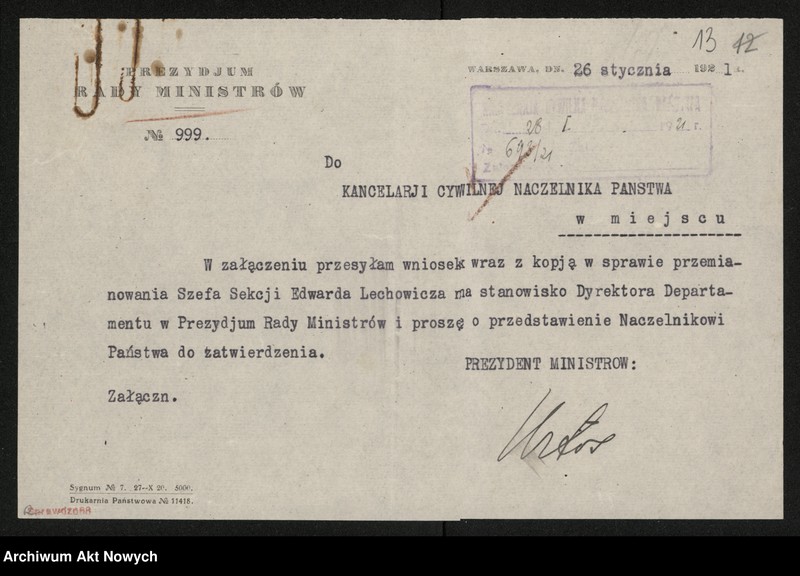 13 12
PREZYDJUM
RADY MINISTRÓW
WARSZAWA, DN. 26 stycznia 1921 r.
№ 999.
28 I 1921 r.
698/21
Do
KANCELARJI CYWILNEJ NACZELNIKA PAŃSTWA
w miejscu
W załączeniu przesyłam wniosek wraz z kopją w sprawie przemia-
nowania Szefa Sekcji Edwarda Lechowicza na stanowisko Dyrektora Departa-
mentu w Prezydjum Rady Ministrów i proszę o przedstawienie Naczelnikowi
Państwa do zatwierdzenia.
PREZYDENT MINISTROW:
Załączn.
Witos
Sygnum № 7. 27—X 20. 5000.
Drukarnia Państwowa № 11418.
Archiwum Akt Nowych